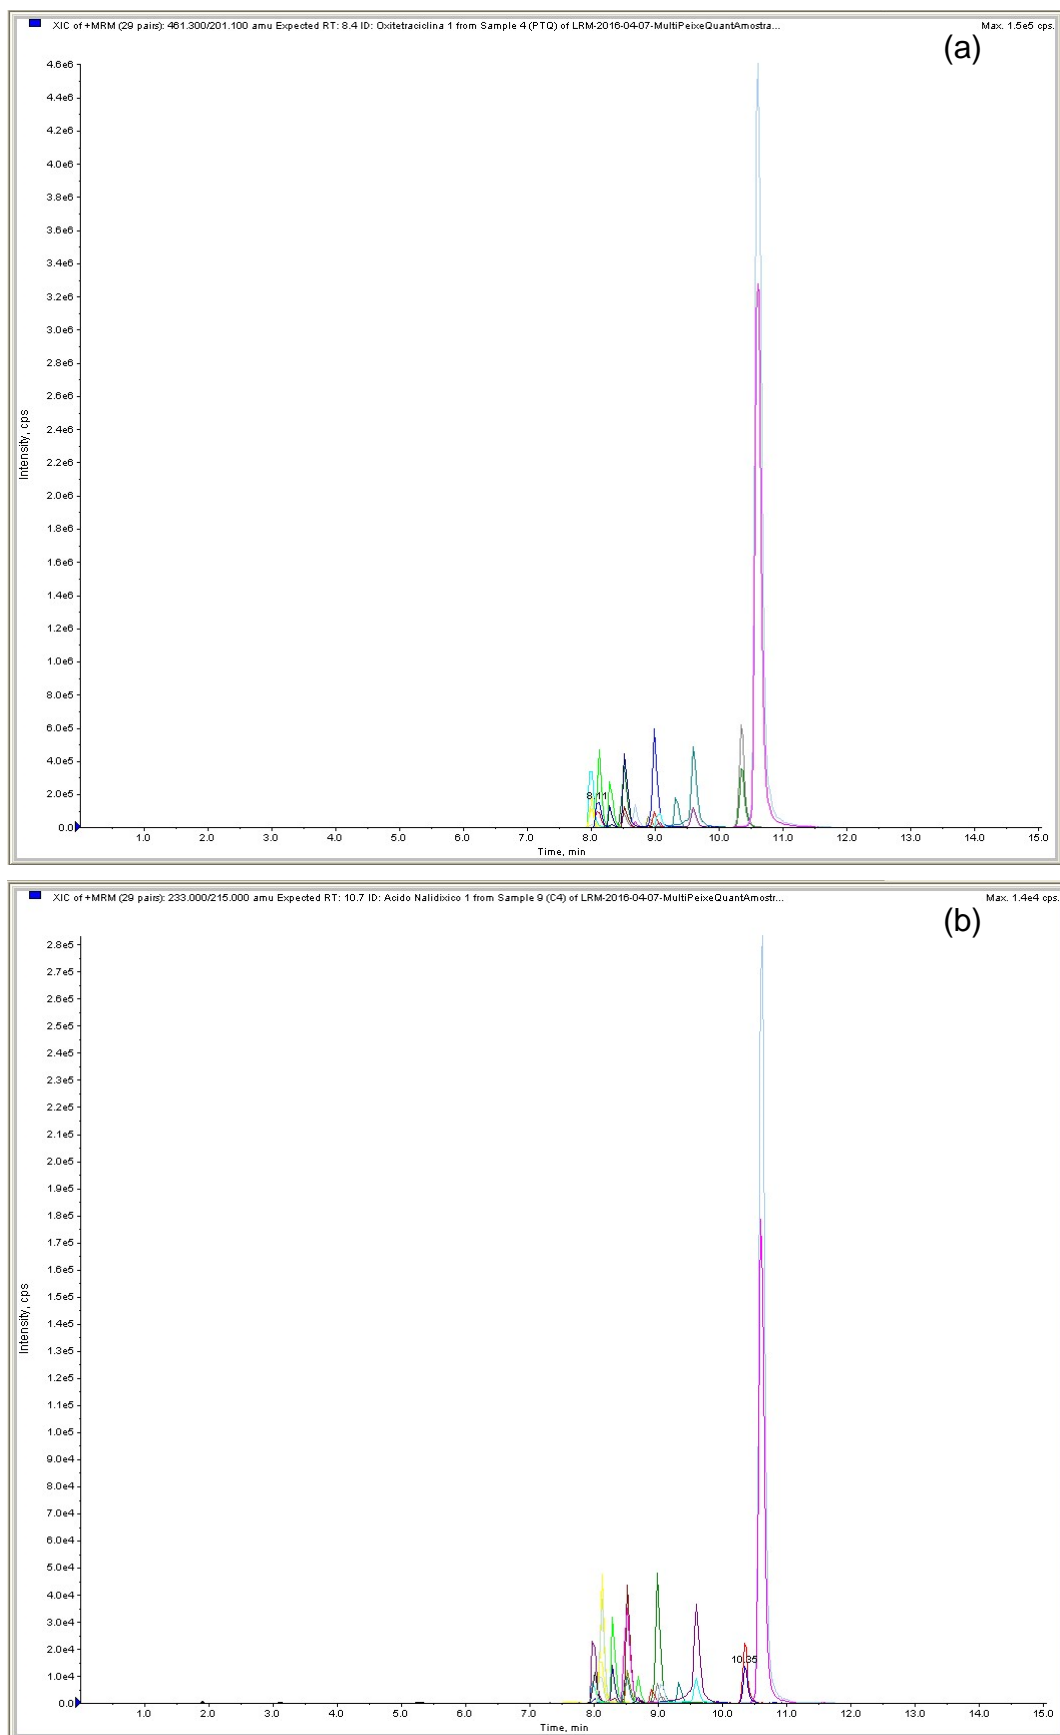 XIC of +MRM (29 pairs): 461.300/201.100 amu Expected RT: 8.4 ID: Oxitetraciclina 1 from Sample 4 (PTQ) of LRM-2016-04-07-MultiPeixeQuantAmostra...
Max. 1.5e5 cps.
(a)
4.6e6
4.4e6
4.2e6
4.0e6
3.8e6
3.6e6
3.4e6
3.2e6
3.0e6
2.8e6
2.6e6
2.4e6
2.2e6
2.0e6
1.8e6
1.6e6
1.4e6
1.2e6
1.0e6
8.0e5
6.0e5
4.0e5
2.0e5
0.0
Intensity, cps
8.11
1.0 2.0 3.0 4.0 5.0 6.0 7.0 8.0 9.0 10.0 11.0 12.0 13.0 14.0 15.0
Time, min
XIC of +MRM (29 pairs): 233.000/215.000 amu Expected RT: 10.7 ID: Acido Nalidixico 1 from Sample 9 (C4) of LRM-2016-04-07-MultiPeixeQuantAmostr...
Max. 1.4e4 cps.
(b)
2.8e5
2.7e5
2.6e5
2.5e5
2.4e5
2.3e5
2.2e5
2.1e5
2.0e5
1.9e5
1.8e5
1.7e5
1.6e5
1.5e5
1.4e5
1.3e5
1.2e5
1.1e5
1.0e5
9.0e4
8.0e4
7.0e4
6.0e4
5.0e4
4.0e4
3.0e4
2.0e4
1.0e4
0.0
Intensity, cps
10.35
1.0 2.0 3.0 4.0 5.0 6.0 7.0 8.0 9.0 10.0 11.0 12.0 13.0 14.0 15.0
Time, min